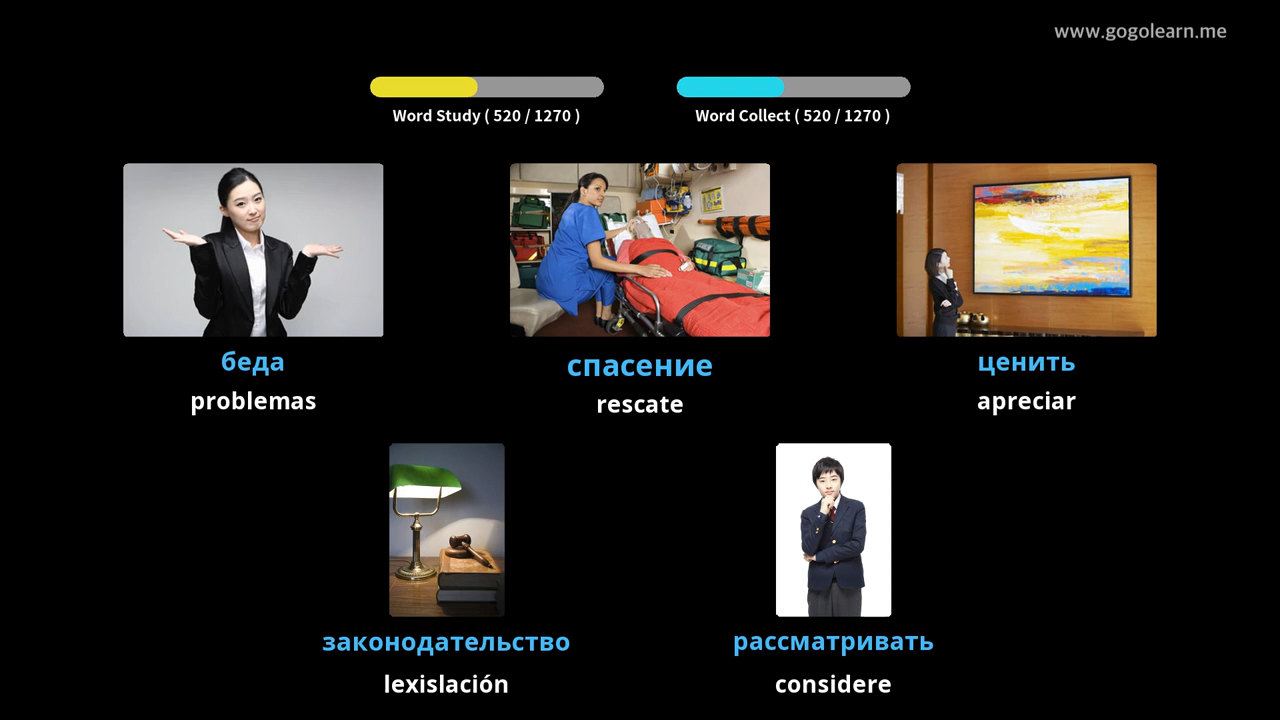 www.gogolearn.me
Word Study ( 520 / 1270 )
Word Collect ( 520 / 1270 )
беда
problemas
спасение
rescate
ценить
apreciar
законодательство
lexislación
рассматривать
considere